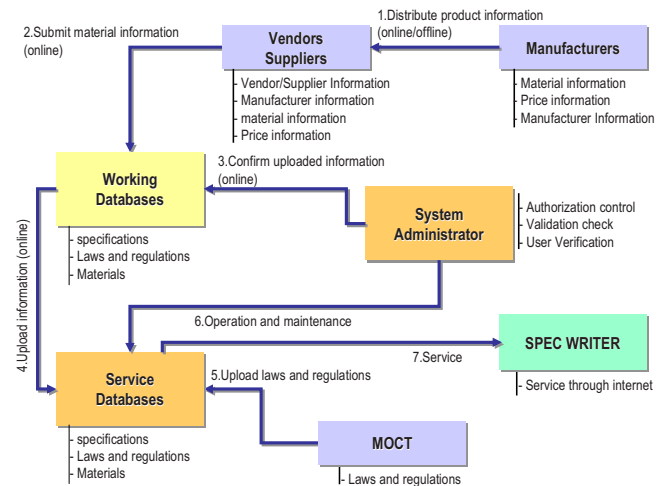 1.Distribute product information
(online/offline)
2.Submit material information
(online)
Vendors
Suppliers
Manufacturers
- Vendor/Supplier Information
- Manufacturer information
- material information
- Price information
- Material information
- Price information
- Manufacturer Information
3.Confirm uploaded information
(online)
Working
Databases
System
Administrator
- Authorization control
- Validation check
- User Verification
- specifications
- Laws and regulations
- Materials
4.Upload information (online)
6.Operation and maintenance
SPEC WRITER
7.Service
- Service through internet
Service
Databases
5.Upload laws and regulations
MOCT
- specifications
- Laws and regulations
- Materials
- Laws and regulations